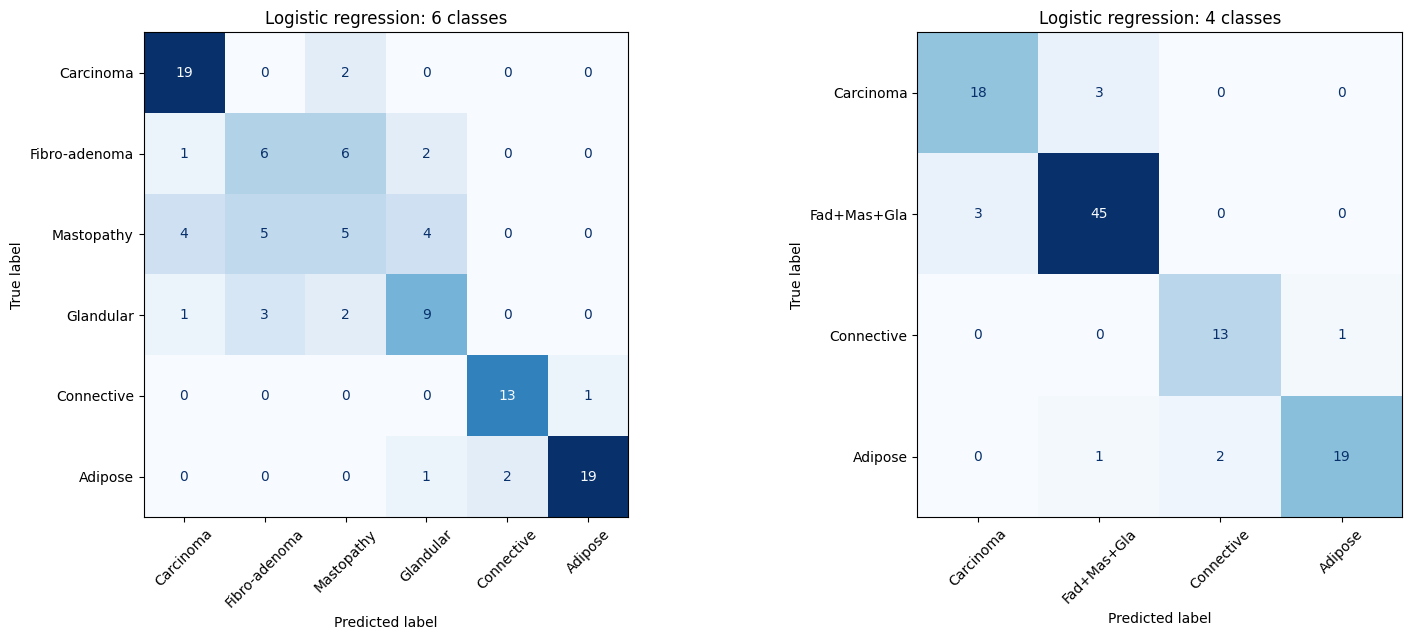 Logistic regression: 6 classes
True label
Carcinoma 19 0 2 0 0 0
Fibro-adenoma 1 6 6 2 0 0
Mastopathy 4 5 5 4 0 0
Glandular 1 3 2 9 0 0
Connective 0 0 0 0 13 1
Adipose 0 0 0 1 2 19
Carcinoma Fibro-adenoma Mastopathy Glandular Connective Adipose
Predicted label
Logistic regression: 4 classes
True label
Carcinoma 18 3 0 0
Fad+Mas+Gla 3 45 0 0
Connective 0 0 13 1
Adipose 0 1 2 19
Carcinoma Fad+Mas+Gla Connective Adipose
Predicted label